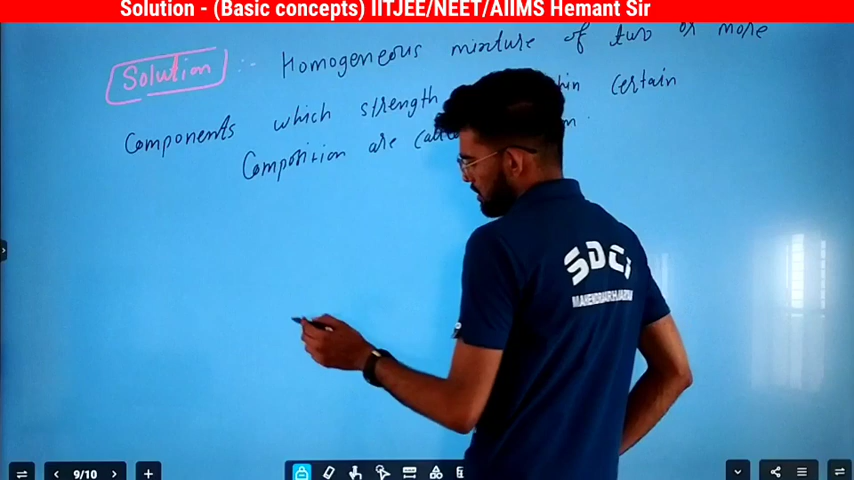 Solution - (Basic concepts) IITJEE/NEET/AIIMS Hemant Sir
Solution :- Homogeneous mixture of two or more
Components which strength certain
Composition are
SDCI
9/10